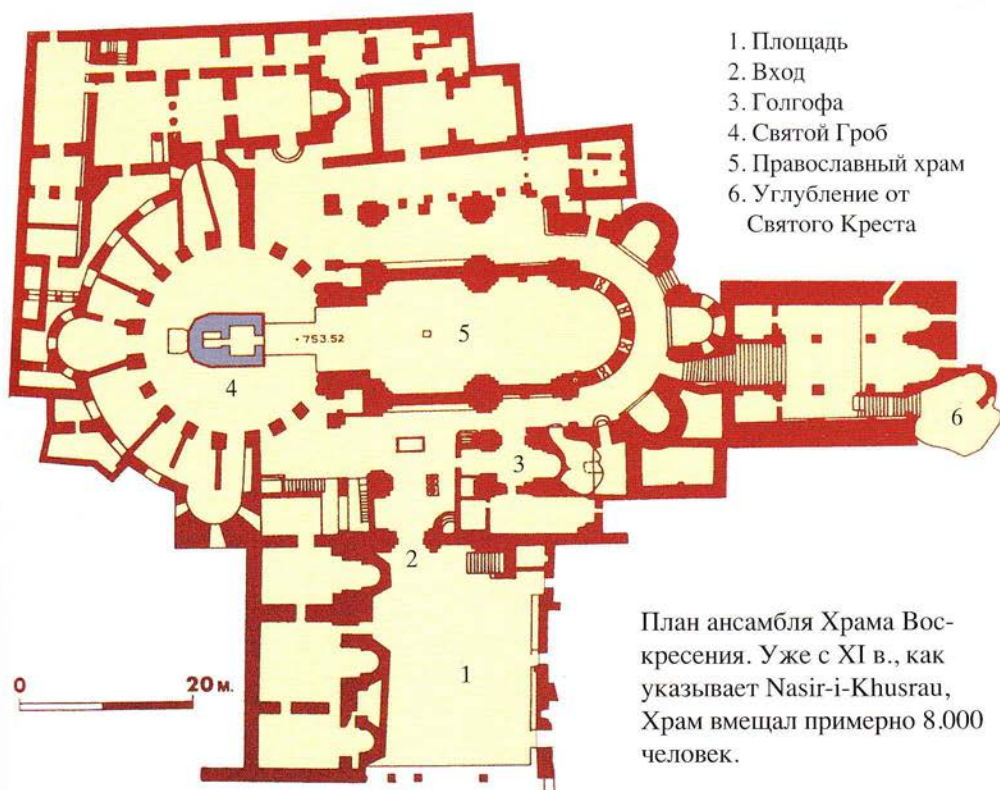 1. Площадь
2. Вход
3. Голгофа
4. Святой Гроб
5. Православный храм
6. Углубление от
Святого Креста
5
753.52
4
3
6
2
1
0 20 м.
План ансамбля Храма Вос-
кресения. Уже с XI в., как
указывает Nasir-i-Khusrau,
Храм вмещал примерно 8.000
человек.